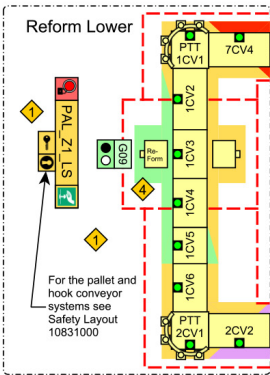 Reform Lower
PTT
1CV1
7CV4
1CV2
1
PAL_Z1_LS
G09
Re-
Form
1CV3
4
1CV4
1
1CV5
For the pallet and
hook conveyor
systems see
Safety Layout
10831000
1CV6
PTT
2CV1
2CV2